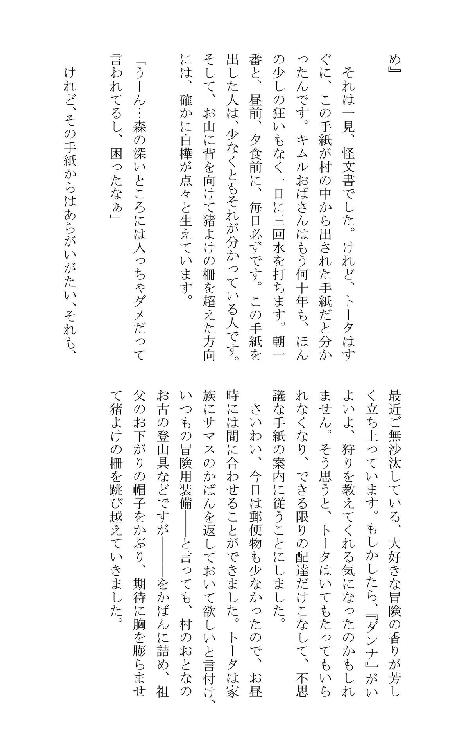 め』
　それは一見、怪文書でした。けれど、トータはす
ぐに、この手紙が村の中から出された手紙だと分か
ったんです。キムルおばさんはもう何十年も、ほん
の少しの狂いもなく、一日に三回水を打ちます。朝一
番と、昼前、夕食前に、毎日必ずです。この手紙を
出した人は、少なくともそれが分かっている人です。
そして、お山に背を向けて猪よけの柵を超えた方向
には、確かに白樺が点々と生えています。
「うーん…森の深いところには入っちゃダメだって
言われてるし、困ったなぁ」
　けれど、その手紙からはあらがいがたい、それも、
最近ご無沙汰している、大好きな冒険の香りが芳し
く立ち上っています。もしかしたら、『ダンナ』がい
よいよ、狩りを教えてくれる気になったのかもしれ
ません。そう思うと、トータはいてもたってもいら
れなくなり、できる限りの配達だけこなして、不思
議な手紙の案内に従うことにしました。
　さいわい、今日は郵便物も少なかったので、お昼
時には間に合わせることができました。トータは家
族にサマスのかばんを返しておいて欲しいと言付け、
いつもの冒険用装備――と言っても、村のおとなの
お古の登山具などですが――をかばんに詰め、祖
父のお下がりの帽子をかぶり、期待に胸を膨らませ
て猪よけの柵を跳び越えていきました。